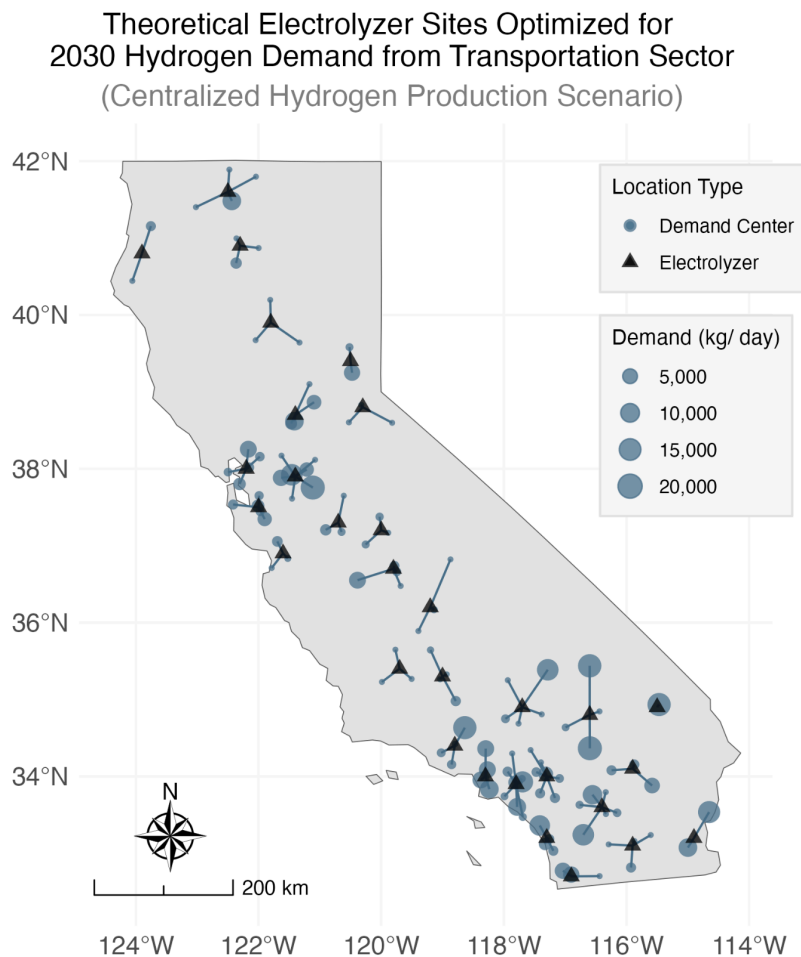 Theoretical Electrolyzer Sites Optimized for
2030 Hydrogen Demand from Transportation Sector
(Centralized Hydrogen Production Scenario)
42°N
40°N
38°N
36°N
34°N
Location Type
Demand Center
Electrolyzer
Demand (kg/ day)
5,000
10,000
15,000
20,000
N
200 km
124°W
122°W
120°W
118°W
116°W
114°W